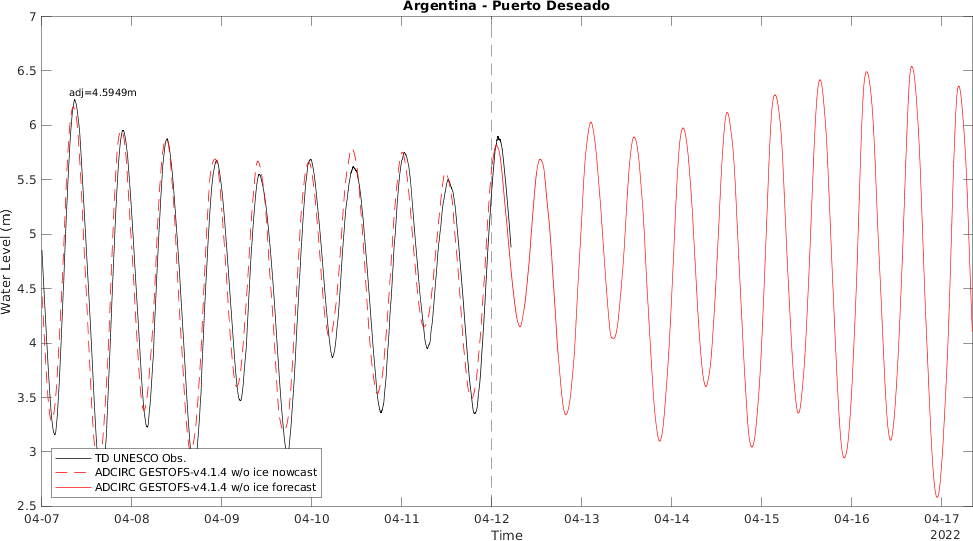 Argentina - Puerto Deseado
7
6.5
6
5.5
5
4.5
4
3.5
3
2.5
Water Level (m)
adj=4.5949m
TD UNESCO Obs.
ADCIRC GESTOFS-v4.1.4 w/o ice nowcast
ADCIRC GESTOFS-v4.1.4 w/o ice forecast
04-07 04-08 04-09 04-10 04-11 04-12 04-13 04-14 04-15 04-16 04-17
Time
2022